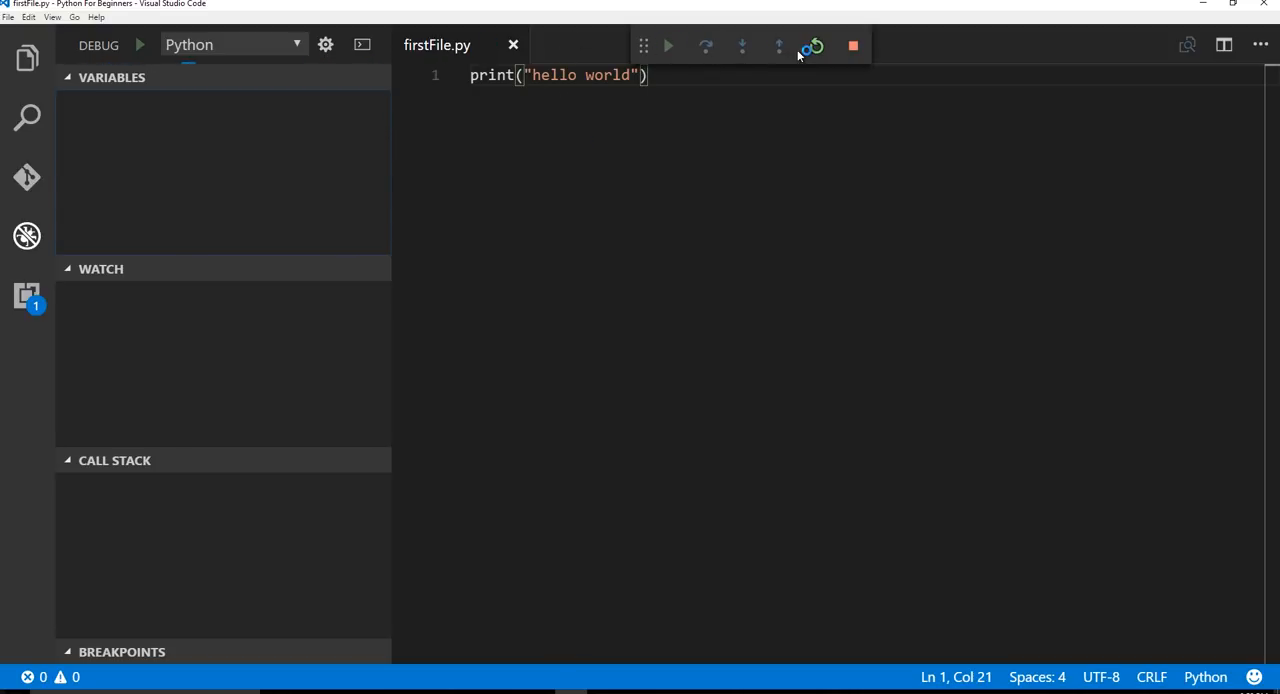 firstFile.py - Python For Beginners - Visual Studio Code
File Edit View Go Help
DEBUG Python firstFile.py
VARIABLES
1 print("hello world")
WATCH
1
CALL STACK
BREAKPOINTS
0 0 Ln 1, Col 21 Spaces: 4 UTF-8 CRLF Python